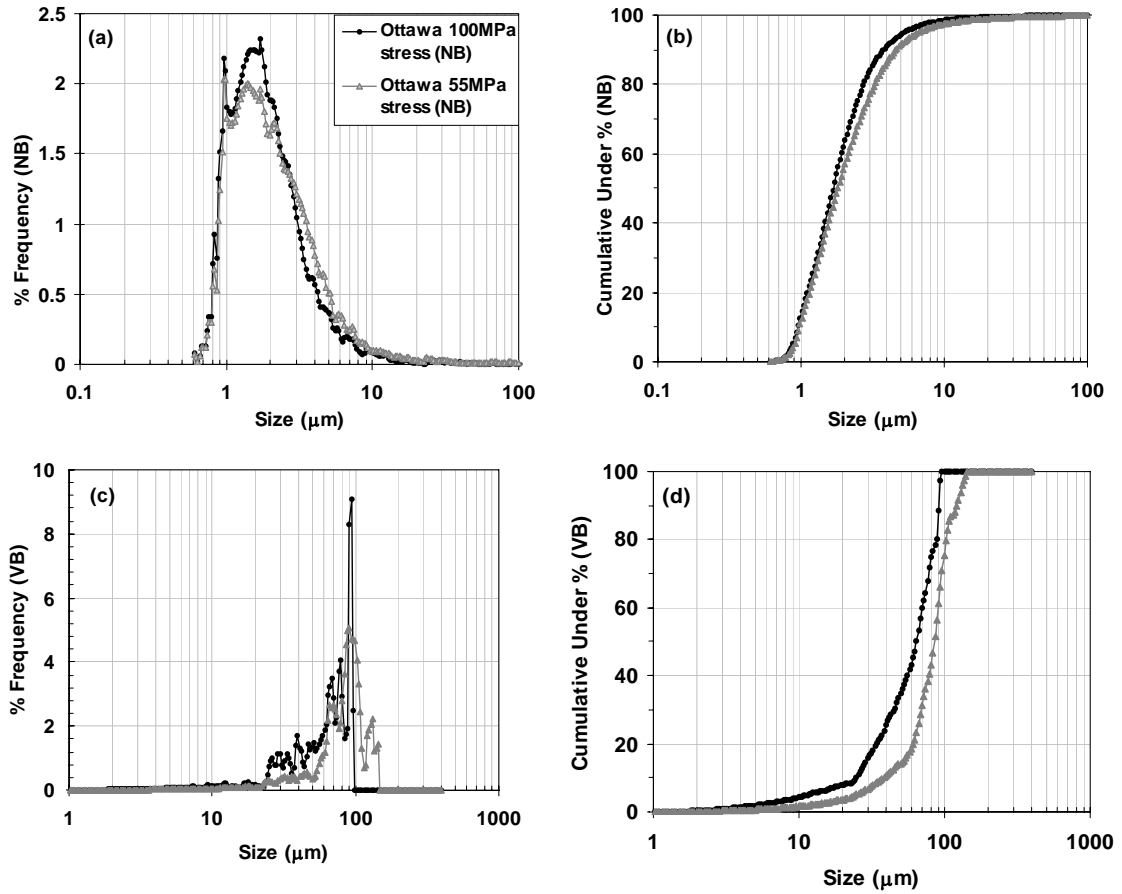 (a)
Ottawa 100MPa
stress (NB)
Ottawa 55MPa
stress (NB)
% Frequency (NB)
2.5
2
1.5
1
0.5
0
0.1
1
10
100
Size (μm)
(b)
Cumulative Under % (NB)
100
80
60
40
20
0
0.1
1
10
100
Size (μm)
(c)
% Frequency (VB)
10
8
6
4
2
0
1
10
100
1000
Size (μm)
(d)
Cumulative Under % (VB)
100
80
60
40
20
0
1
10
100
1000
Size (μm)